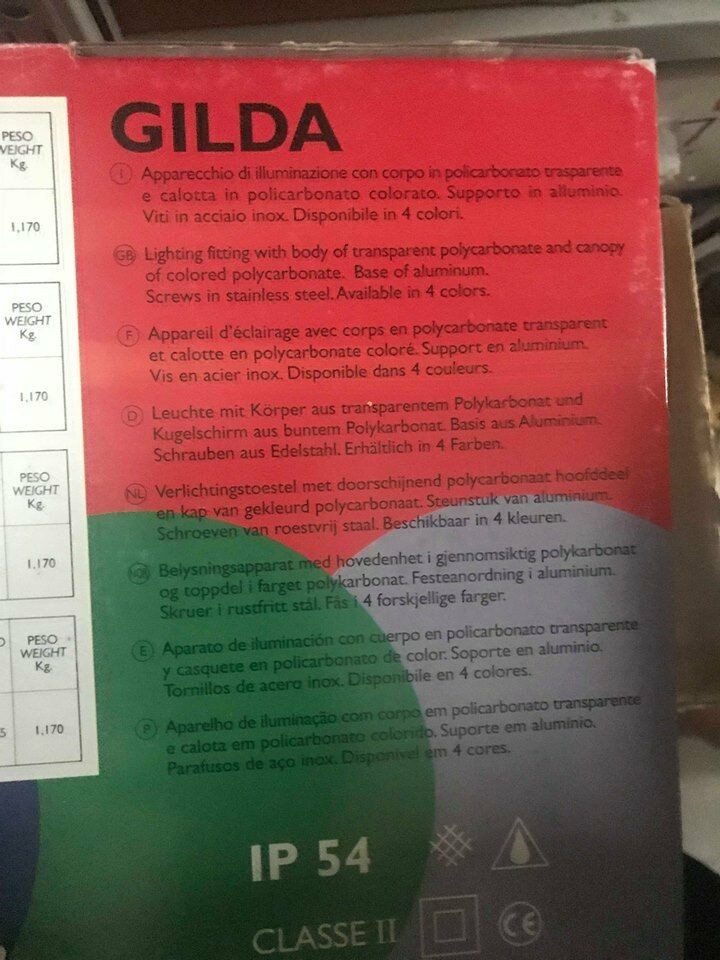 GILDA
I Apparecchio di illuminazione con corpo in policarbonato trasparente
e calotta in policarbonato colorato. Supporto in alluminio.
Viti in acciaio inox. Disponibile in 4 colori.
GB Lighting fitting with body of transparent polycarbonate and canopy
of colored polycarbonate. Base of aluminum.
Screws in stainless steel. Available in 4 colors.
F Appareil d'éclairage avec corps en polycarbonate transparent
et calotte en polycarbonate coloré. Support en aluminium.
Vis en acier inox. Disponible dans 4 couleurs.
D Leuchte mit Körper aus transparentem Polykarbonat und
Kugelschirm aus buntem Polykarbonat. Basis aus Aluminium.
Schrauben aus Edelstahl. Erhältlich in 4 Farben.
NL Verlichtingstoestel met doorschijnend polycarbonaat hoofddeel
en kap van gekleurd polycarbonaat. Steunstuk van aluminium.
Schroeven van roestvrij staal. Beschikbaar in 4 kleuren.
NOR Belysningsapparat med hovedenhet i gjennomsiktig polykarbonat
og toppdel i farget polykarbonat. Festeanordning i aluminium.
Skruer i rustfritt stål. Fås i 4 forskjellige farger.
E Aparato de iluminación con cuerpo en policarbonato transparente
y casquete en policarbonato de color. Soporte en aluminio.
Tornillos de acero inox. Disponibile en 4 colores.
P Aparelho de iluminação com corpo em policarbonato transparente
e calota em policarbonato colorido. Suporte em aluminio.
Parafusos de aço inox. Disponivel em 4 cores.
IP 54
CLASSE II
CE
PESO
WEIGHT
Kg.
1,170
PESO
WEIGHT
Kg.
1,170
PESO
WEIGHT
Kg.
1.170
PESO
WEIGHT
Kg.
5
1.170